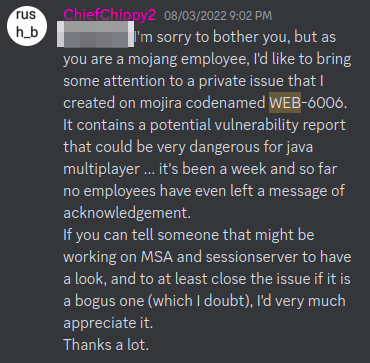 rus
h_b
ChiefChippy2 08/03/2022 9:02 PM
I'm sorry to bother you, but as
you are a mojang employee, I'd like to bring
some attention to a private issue that I
created on mojira codenamed WEB-6006.
It contains a potential vulnerability report
that could be very dangerous for java
multiplayer ... it's been a week and so far
no employees have even left a message of
acknowledgement.
If you can tell someone that might be
working on MSA and sessionserver to have
a look, and to at least close the issue if it is
a bogus one (which I doubt), I'd very much
appreciate it.
Thanks a lot.